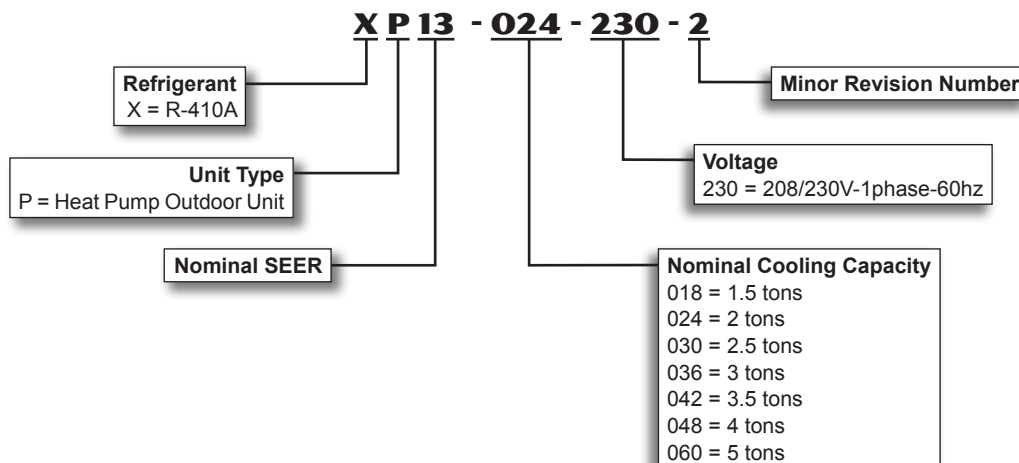 XP13 - 024 - 230 - 2
Refrigerant
X = R-410A
Minor Revision Number
Unit Type
P = Heat Pump Outdoor Unit
Voltage
230 = 208/230V-1phase-60hz
Nominal SEER
Nominal Cooling Capacity
018 = 1.5 tons
024 = 2 tons
030 = 2.5 tons
036 = 3 tons
042 = 3.5 tons
048 = 4 tons
060 = 5 tons